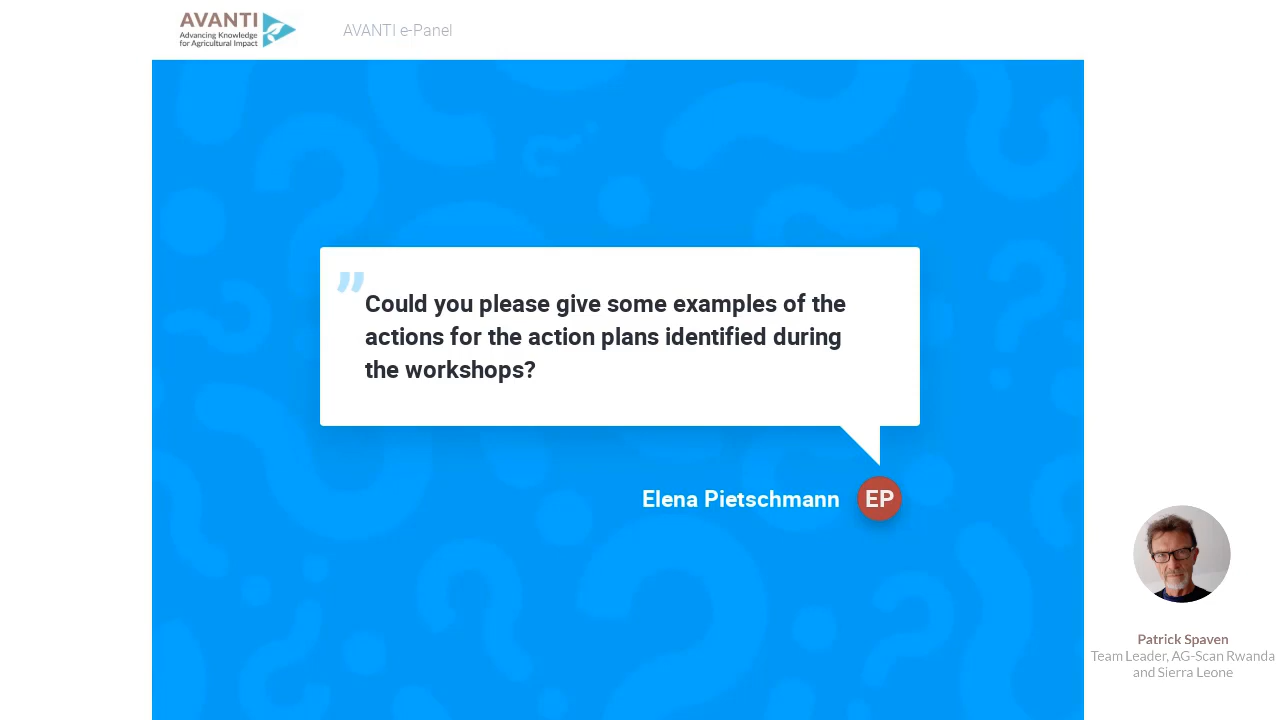 AVANTI
Advancing Knowledge
for Agricultural Impact
AVANTI e-Panel
”
Could you please give some examples of the
actions for the action plans identified during
the workshops?
Elena Pietschmann
EP
Patrick Spaven
Team Leader, AG-Scan Rwanda
and Sierra Leone